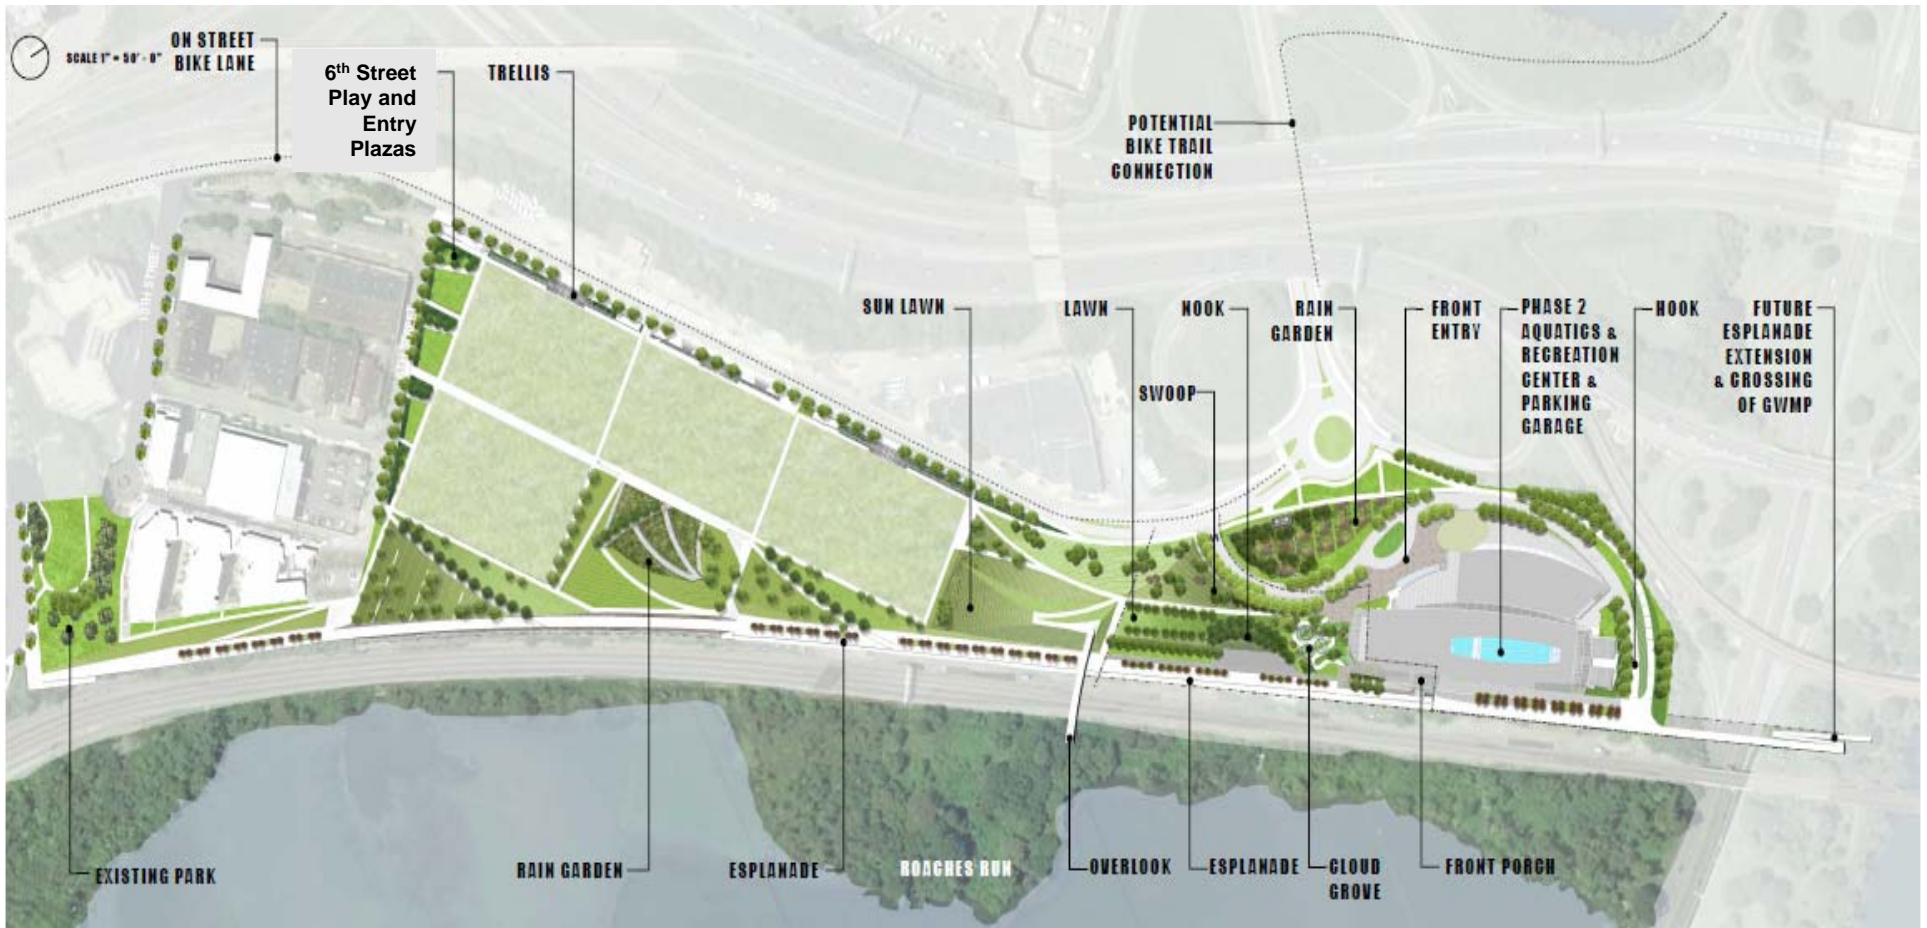 ON STREET
BIKE LANE
SCALE 1" = 50' - 0"
6th Street
Play and
Entry
Plazas
TRELLIS
POTENTIAL
BIKE TRAIL
CONNECTION
395
SUN LAWN
LAWN
NOOK
RAIN
GARDEN
FRONT
ENTRY
PHASE 2
AQUATICS &
RECREATION
CENTER &
PARKING
GARAGE
HOOK
FUTURE
ESPLANADE
EXTENSION
& CROSSING
OF GWMP
SWOOP
EXISTING PARK
RAIN GARDEN
ESPLANADE
ROACHES RUN
OVERLOOK
ESPLANADE
CLOUD
GROVE
FRONT PORCH